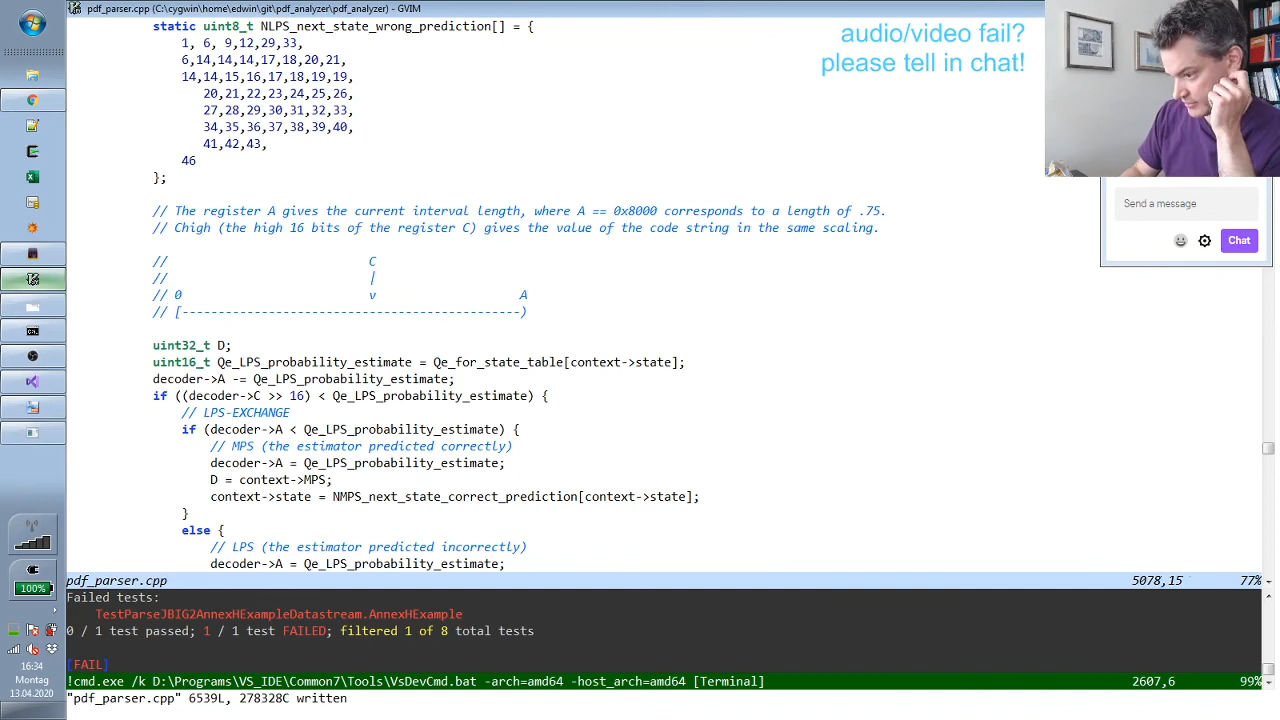 pdf_parser.cpp (C:\cygwin\home\edwin\git\pdf_analyzer\pdf_analyzer) - GVIM
static uint8_t NLPS_next_state_wrong_prediction[] = {
1, 6, 9,12,29,33,
6,14,14,14,17,18,20,21,
14,14,15,16,17,18,19,19,
20,21,22,23,24,25,26,
27,28,29,30,31,32,33,
34,35,36,37,38,39,40,
41,42,43,
46
};
// The register A gives the current interval length, where A == 0x8000 corresponds to a length of .75.
// Chigh (the high 16 bits of the register C) gives the value of the code string in the same scaling.
// C
// |
// 0 v A
// [-----------------------------------------------)
uint32_t D;
uint16_t Qe_LPS_probability_estimate = Qe_for_state_table[context->state];
decoder->A -= Qe_LPS_probability_estimate;
if ((decoder->C >> 16) < Qe_LPS_probability_estimate) {
// LPS-EXCHANGE
if (decoder->A < Qe_LPS_probability_estimate) {
// MPS (the estimator predicted correctly)
decoder->A = Qe_LPS_probability_estimate;
D = context->MPS;
context->state = NMPS_next_state_correct_prediction[context->state];
}
else {
// LPS (the estimator predicted incorrectly)
decoder->A = Qe_LPS_probability_estimate;
pdf_parser.cpp 5078,15 77%
Failed tests:
TestParseJBIG2AnnexHExampleDatastream.AnnexHExample
0 / 1 test passed; 1 / 1 test FAILED; filtered 1 of 8 total tests
[FAIL]
!cmd.exe /k D:\Programs\VS_IDE\Common7\Tools\VsDevCmd.bat -arch=amd64 -host_arch=amd64 [Terminal] 2607,6 99%
"pdf_parser.cpp" 6539L, 278328C written
audio/video fail?
please tell in chat!
Send a message
Chat
100%
16:34
Montag
13.04.2020